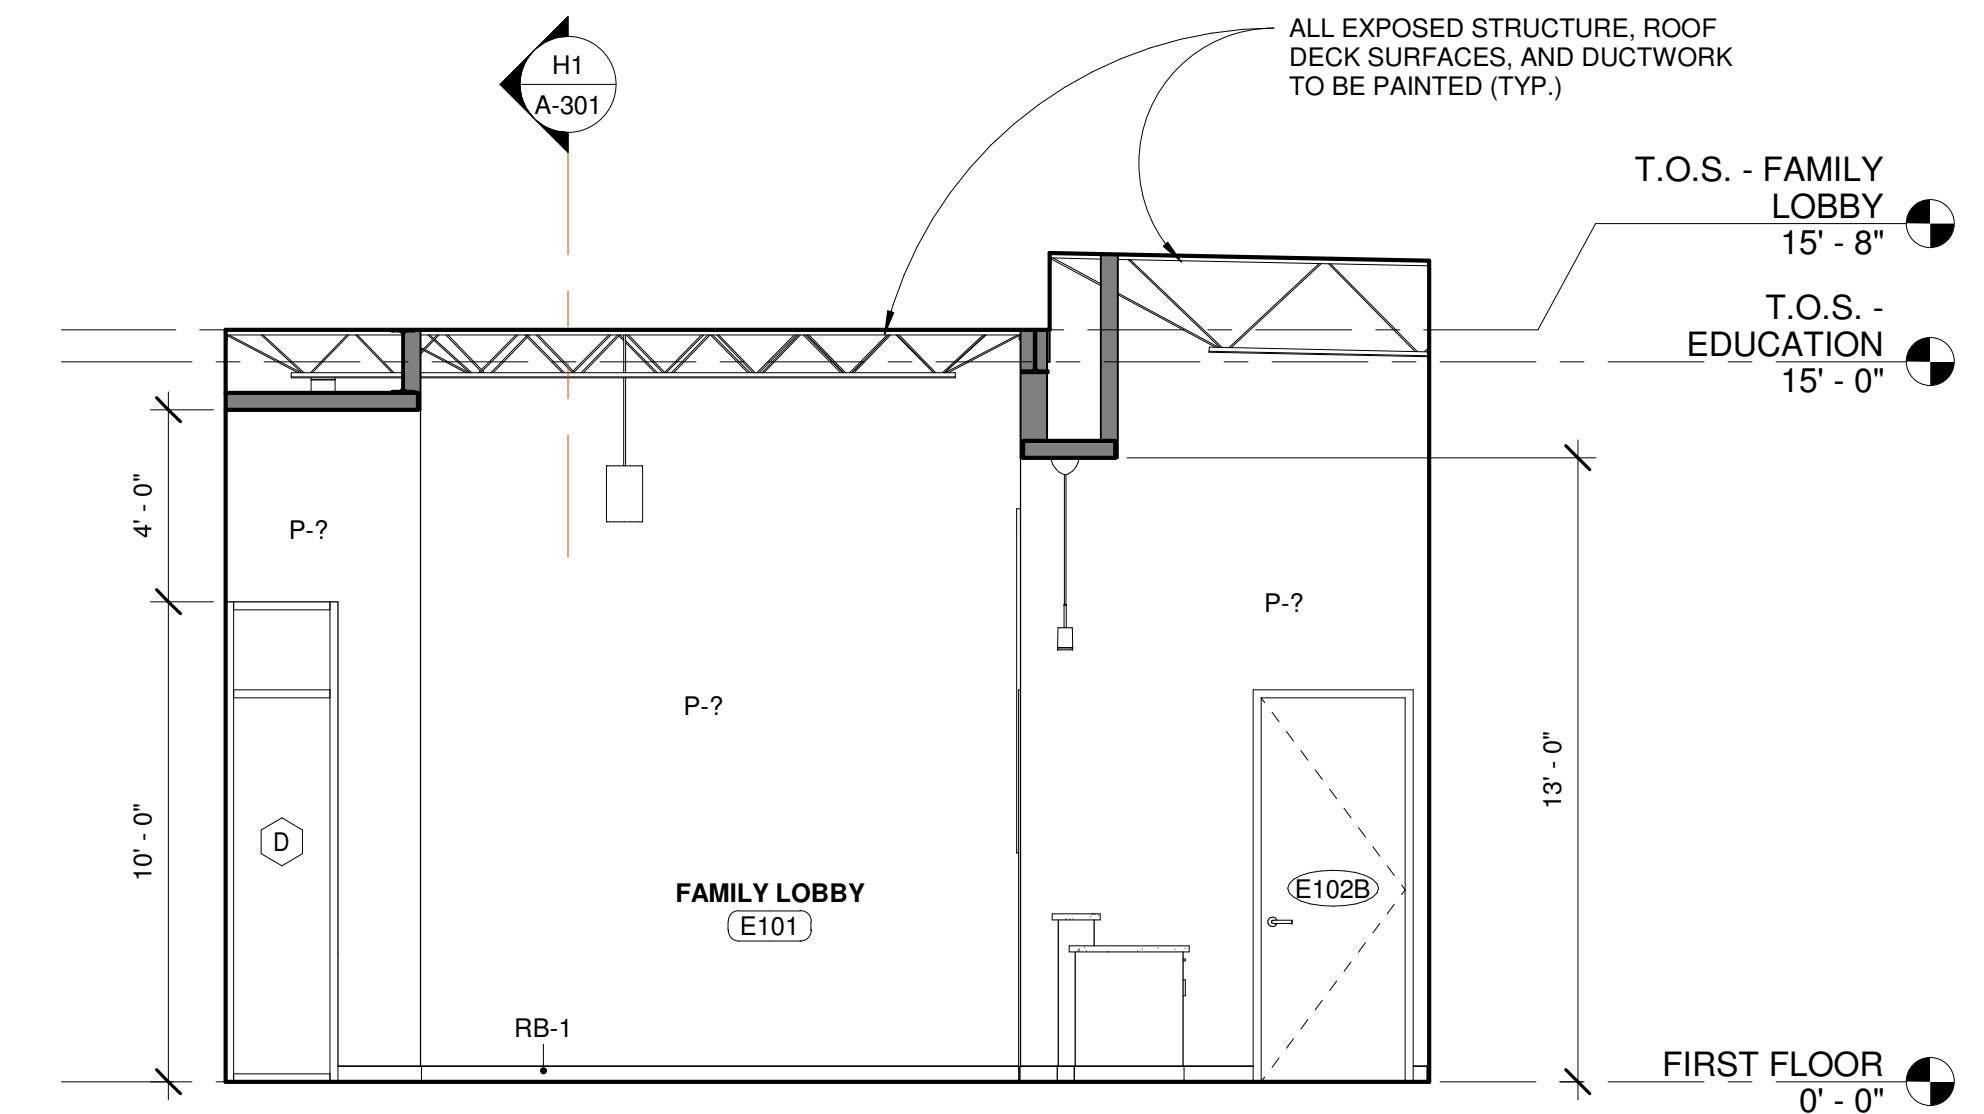 H1
A-301
ALL EXPOSED STRUCTURE, ROOF
DECK SURFACES, AND DUCTWORK
TO BE PAINTED (TYP.)
T.O.S. - FAMILY
LOBBY
15' - 8"
T.O.S. -
EDUCATION
15' - 0"
4' - 0"
P-?
P-?
P-?
13' - 0"
10' - 0"
D
FAMILY LOBBY
E101
E102B
RB-1
FIRST FLOOR
0' - 0"